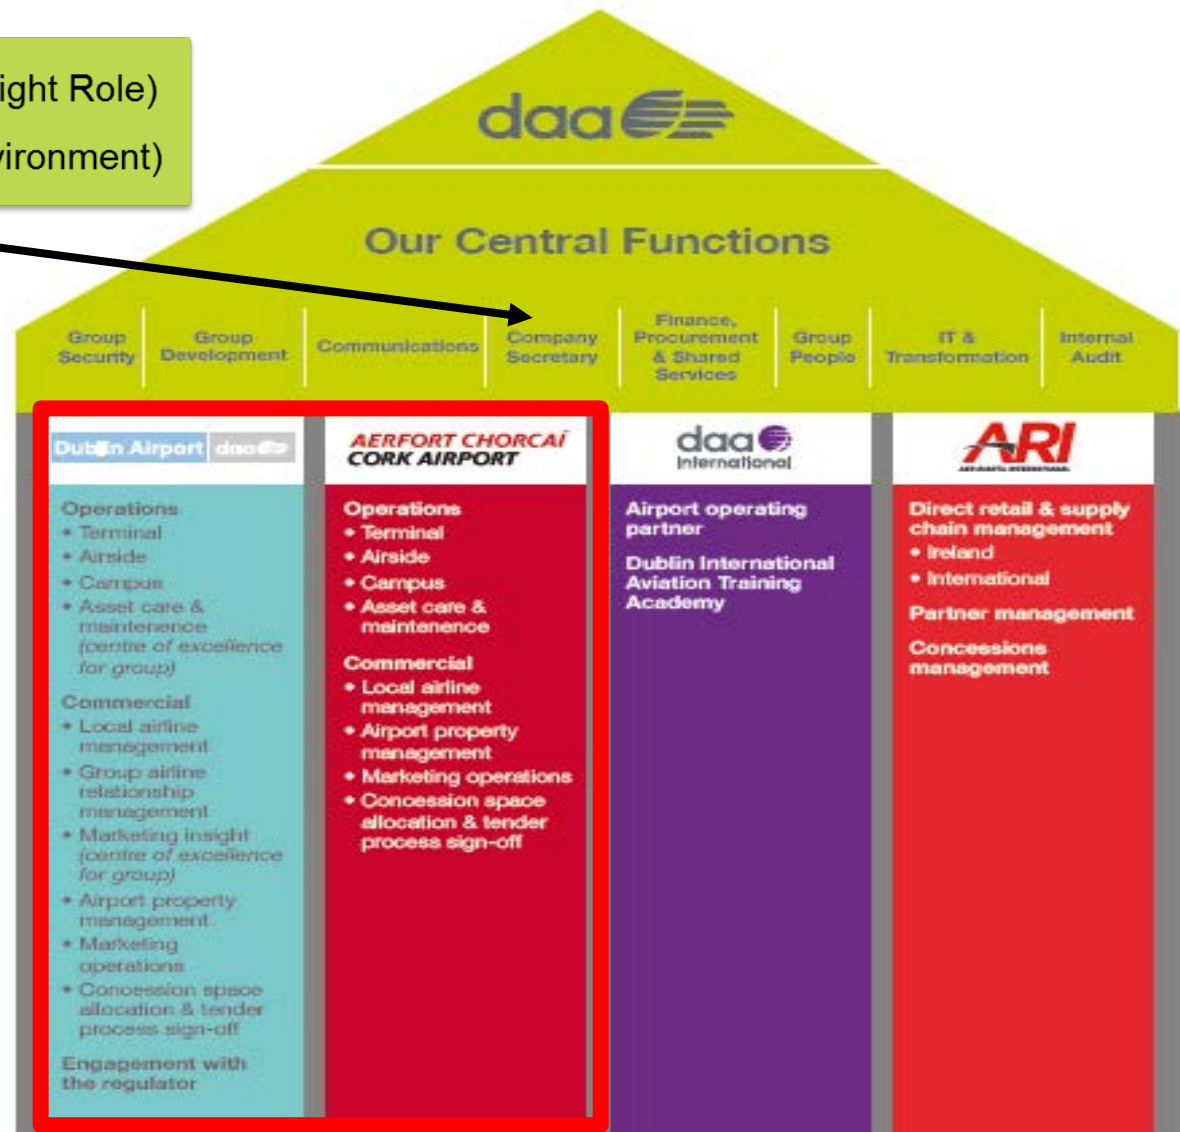 ight Role)
vironment)
daa
Our Central Functions
Group
Security
Group
Development
Communications
Company
Secretary
Finance,
Procurement
& Shared
Services
Group
People
IT &
Transformation
Internal
Audit
Dublin Airport daa
Operations
• Terminal
• Airside
• Campus
• Asset care &
maintenence
(centre of excellence
for group)
Commercial
• Local airline
management
• Group airline
relationship
management
• Marketing insight
(centre of excellence
for group)
• Airport property
management
• Marketing
operations
• Concession space
allocation & tender
process sign-off
Engagement with
the regulator
AERFORT CHORCAÍ
CORK AIRPORT
Operations
• Terminal
• Airside
• Campus
• Asset care &
maintenence
Commercial
• Local airline
management
• Airport property
management
• Marketing operations
• Concession space
allocation & tender
process sign-off
daa
International
Airport operating
partner
Dublin International
Aviation Training
Academy
ARI
Direct retail & supply
chain management
• Ireland
• International
Partner management
Concessions
management